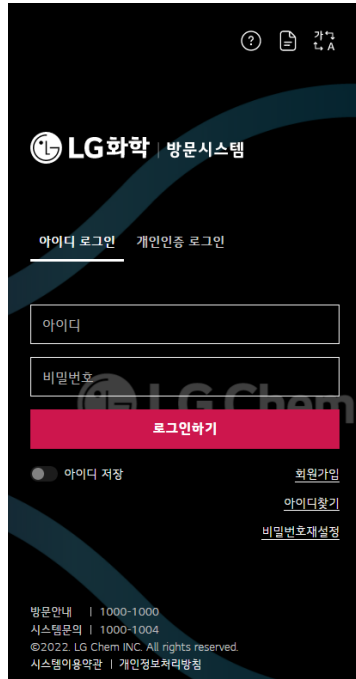 가 A
LG화학 | 방문시스템
아이디 로그인 개인인증 로그인
아이디
비밀번호
LG Chem
로그인하기
아이디 저장 회원가입
아이디찾기
비밀번호재설정
방문안내 | 1000-1000
시스템문의 | 1000-1004
©2022. LG Chem INC. All rights reserved.
시스템이용약관 | 개인정보처리방침